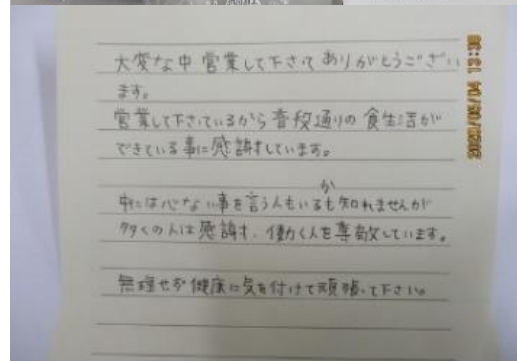 大変な中営業して下さってありがとうござい
ます。
営業して下さっているから普段通りの食生活が
できている事に感謝しています。
中には心ない事を言う人もいるかも知れませんが
多くの人は感謝し、働く人を尊敬しています。
無理せず健康に気を付けて頑張って下さい。